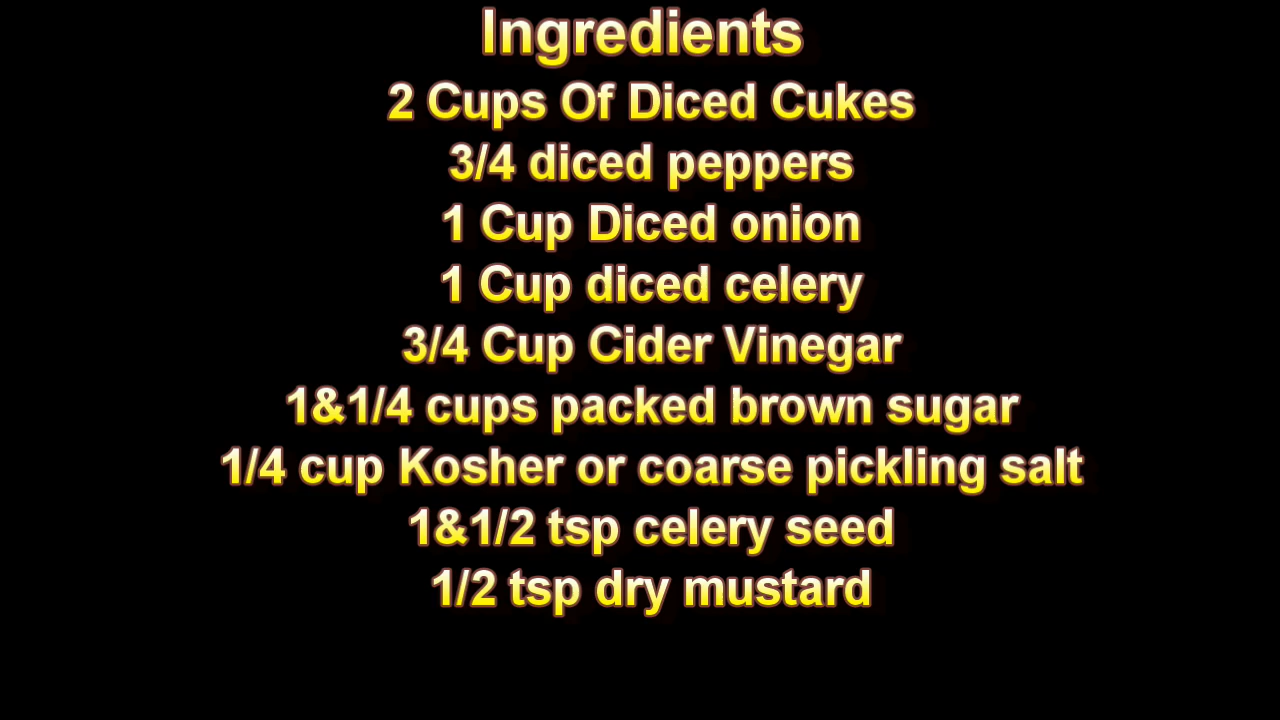 Ingredients
2 Cups Of Diced Cukes
3/4 diced peppers
1 Cup Diced onion
1 Cup diced celery
3/4 Cup Cider Vinegar
1&1/4 cups packed brown sugar
1/4 cup Kosher or coarse pickling salt
1&1/2 tsp celery seed
1/2 tsp dry mustard